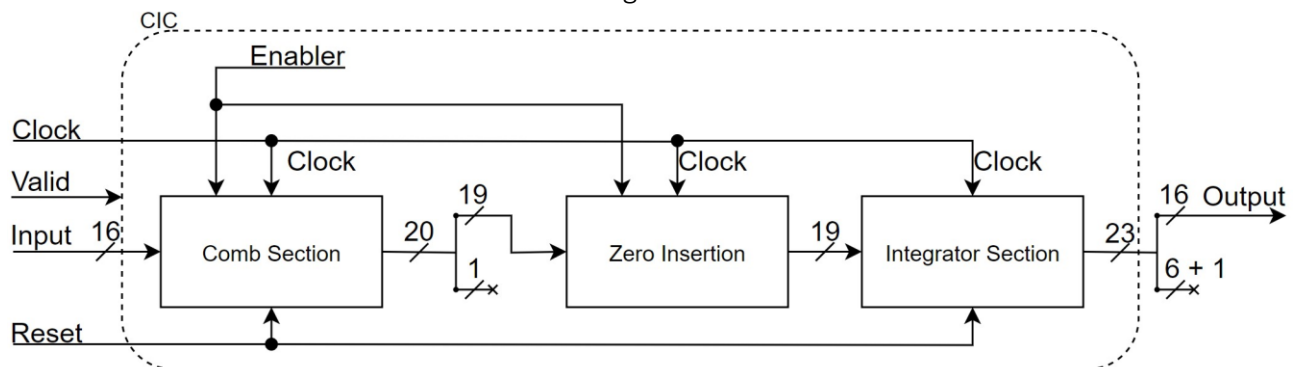 CIC
Enabler
Clock
Clock
Clock
Clock
Valid
19
16
Output
Input
16
Comb Section
20
Zero Insertion
19
Integrator Section
23
1
6 + 1
Reset